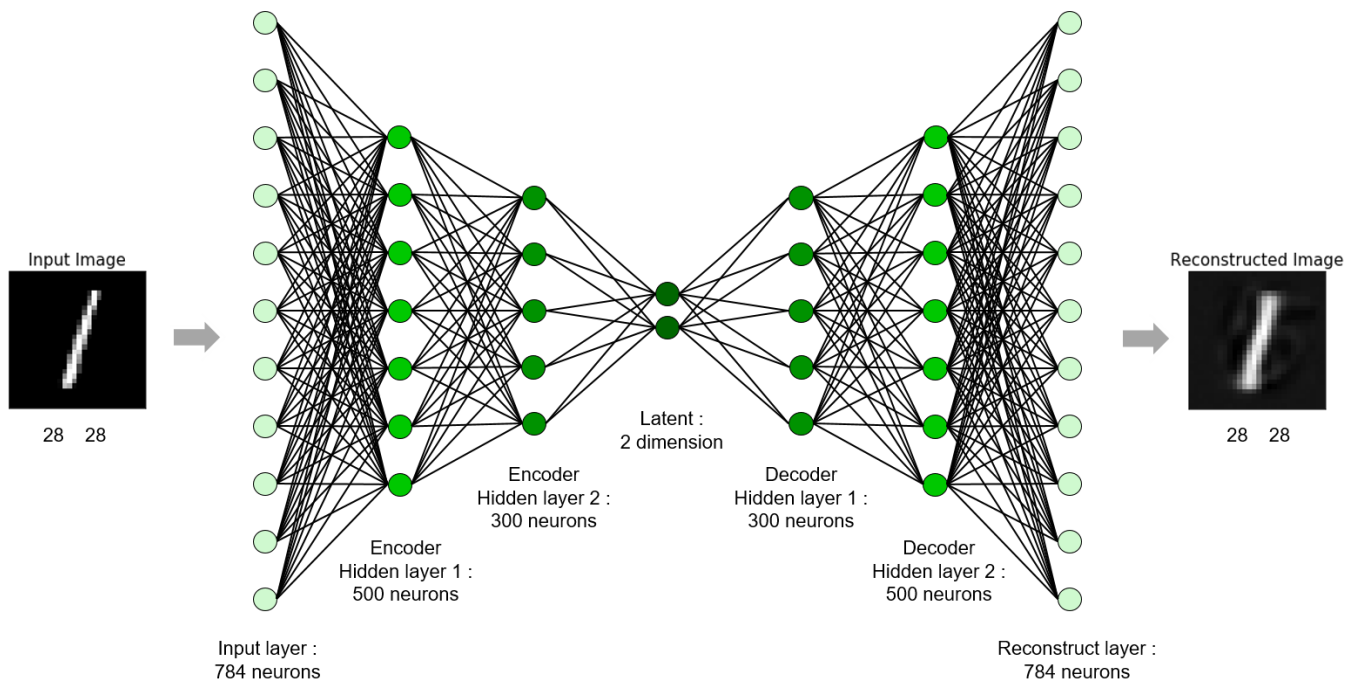 Input Image
28 28
Input layer :
784 neurons
Encoder
Hidden layer 1 :
500 neurons
Encoder
Hidden layer 2 :
300 neurons
Latent :
2 dimension
Decoder
Hidden layer 1 :
300 neurons
Decoder
Hidden layer 2 :
500 neurons
Reconstruct layer :
784 neurons
Reconstructed Image
28 28